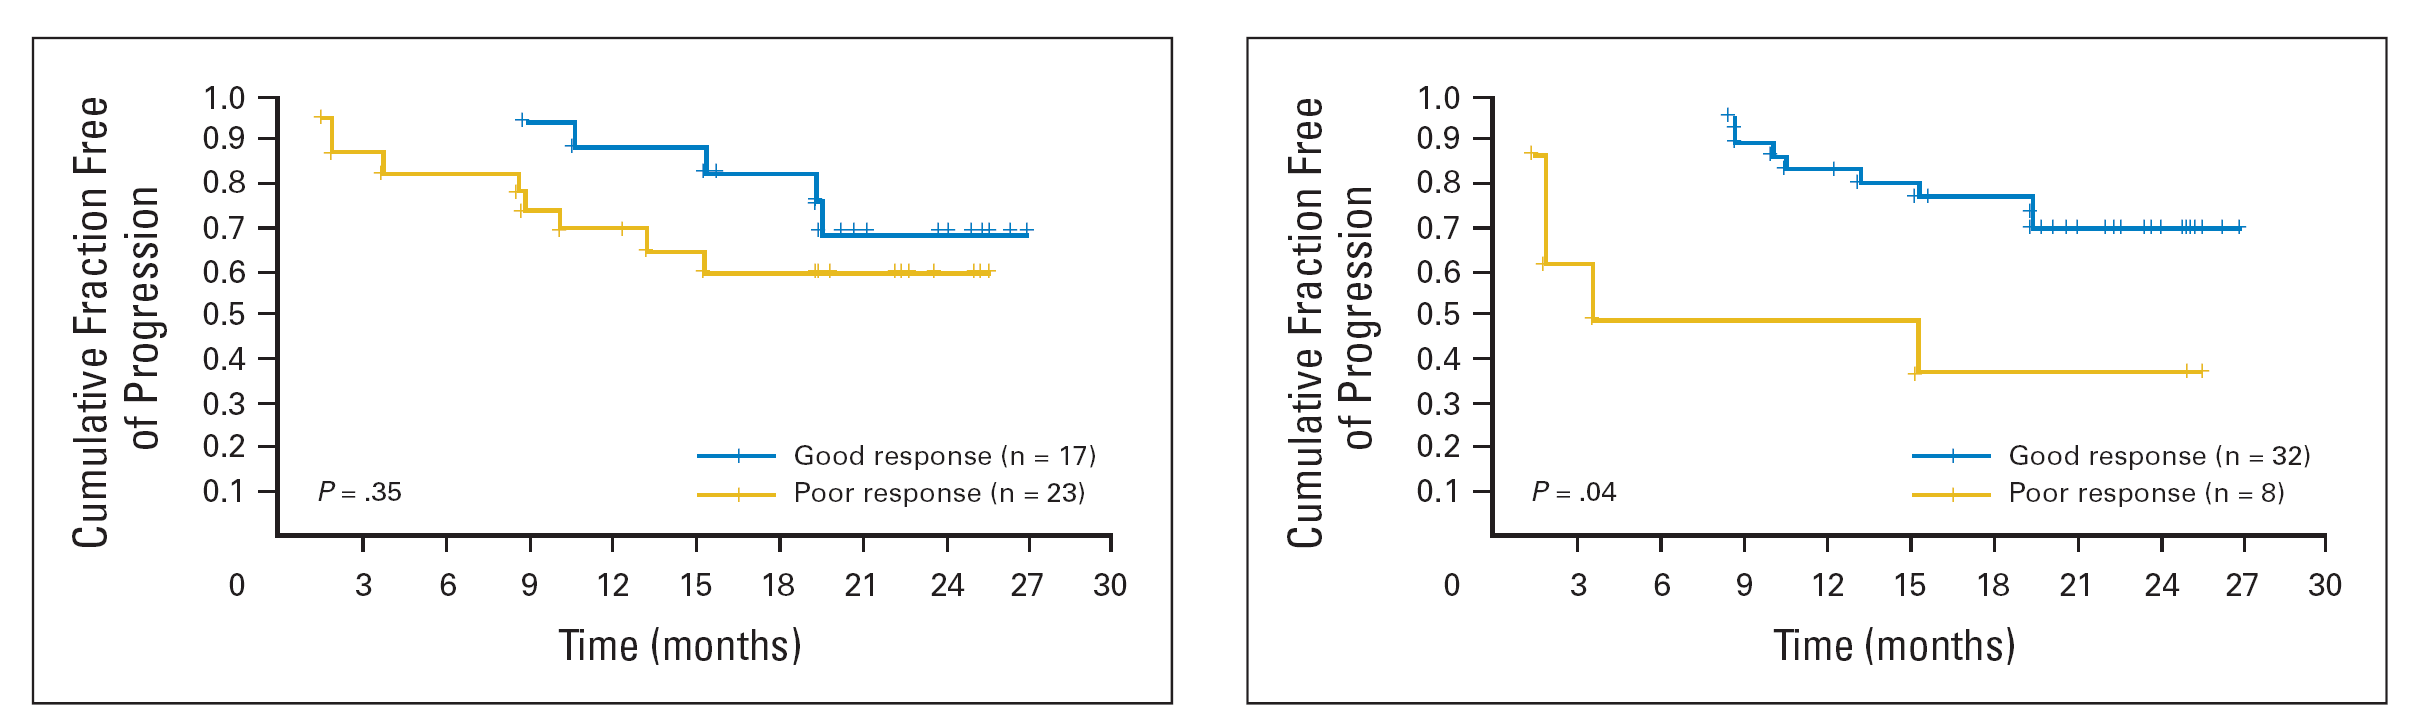 Cumulative Fraction Free
of Progression
1.0
0.9
0.8
0.7
0.6
0.5
0.4
0.3
0.2
0.1
P = .35
Good response (n = 17)
Poor response (n = 23)
0 3 6 9 12 15 18 21 24 27 30
Time (months)
Cumulative Fraction Free
of Progression
1.0
0.9
0.8
0.7
0.6
0.5
0.4
0.3
0.2
0.1
P = .04
Good response (n = 32)
Poor response (n = 8)
0 3 6 9 12 15 18 21 24 27 30
Time (months)